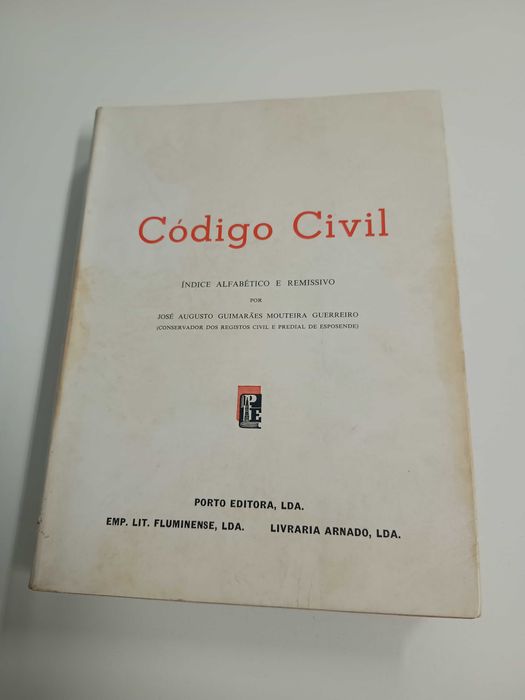 Código Civil
ÍNDICE ALFABÉTICO E REMISSIVO
POR
JOSÉ AUGUSTO GUIMARÃES MOUTEIRA GUERREIRO
(CONSERVADOR DOS REGISTOS CIVIL E PREDIAL DE ESPOSENDE)
PE
PORTO EDITORA, LDA.
EMP. LIT. FLUMINENSE, LDA. LIVRARIA ARNADO, LDA.